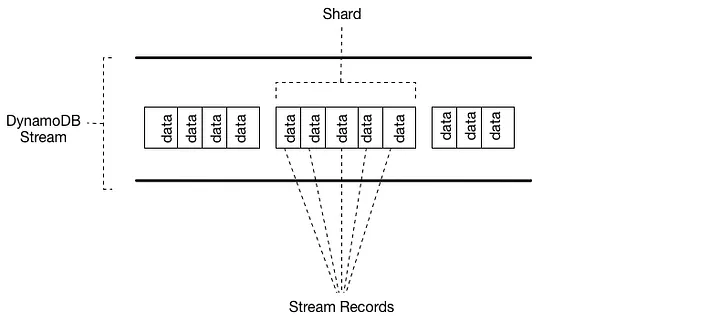 Shard
DynamoDB
Stream
data data data data
data data data data data
data data data
Stream Records